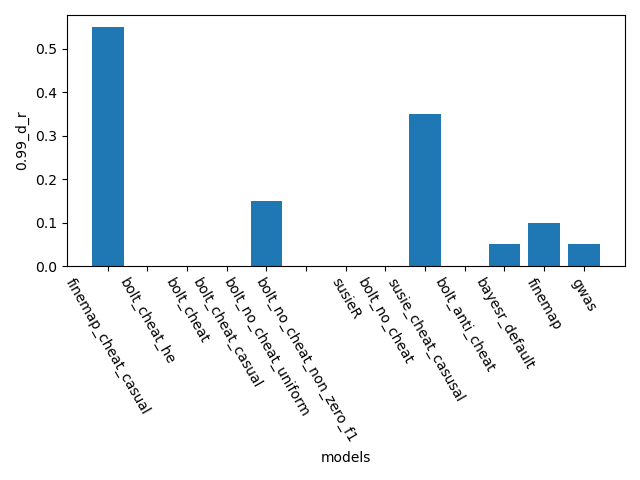 0.99_d_r
0.5
0.4
0.3
0.2
0.1
0.0
finemap_cheat_casual
bolt_cheat_he
bolt_cheat
bolt_cheat_casual
bolt_no_cheat_uniform
bolt_no_cheat_non_zero_f1
susieR
bolt_no_cheat
susie_cheat_casusal
bolt_anti_cheat
bayesr_default
finemap
gwas
models